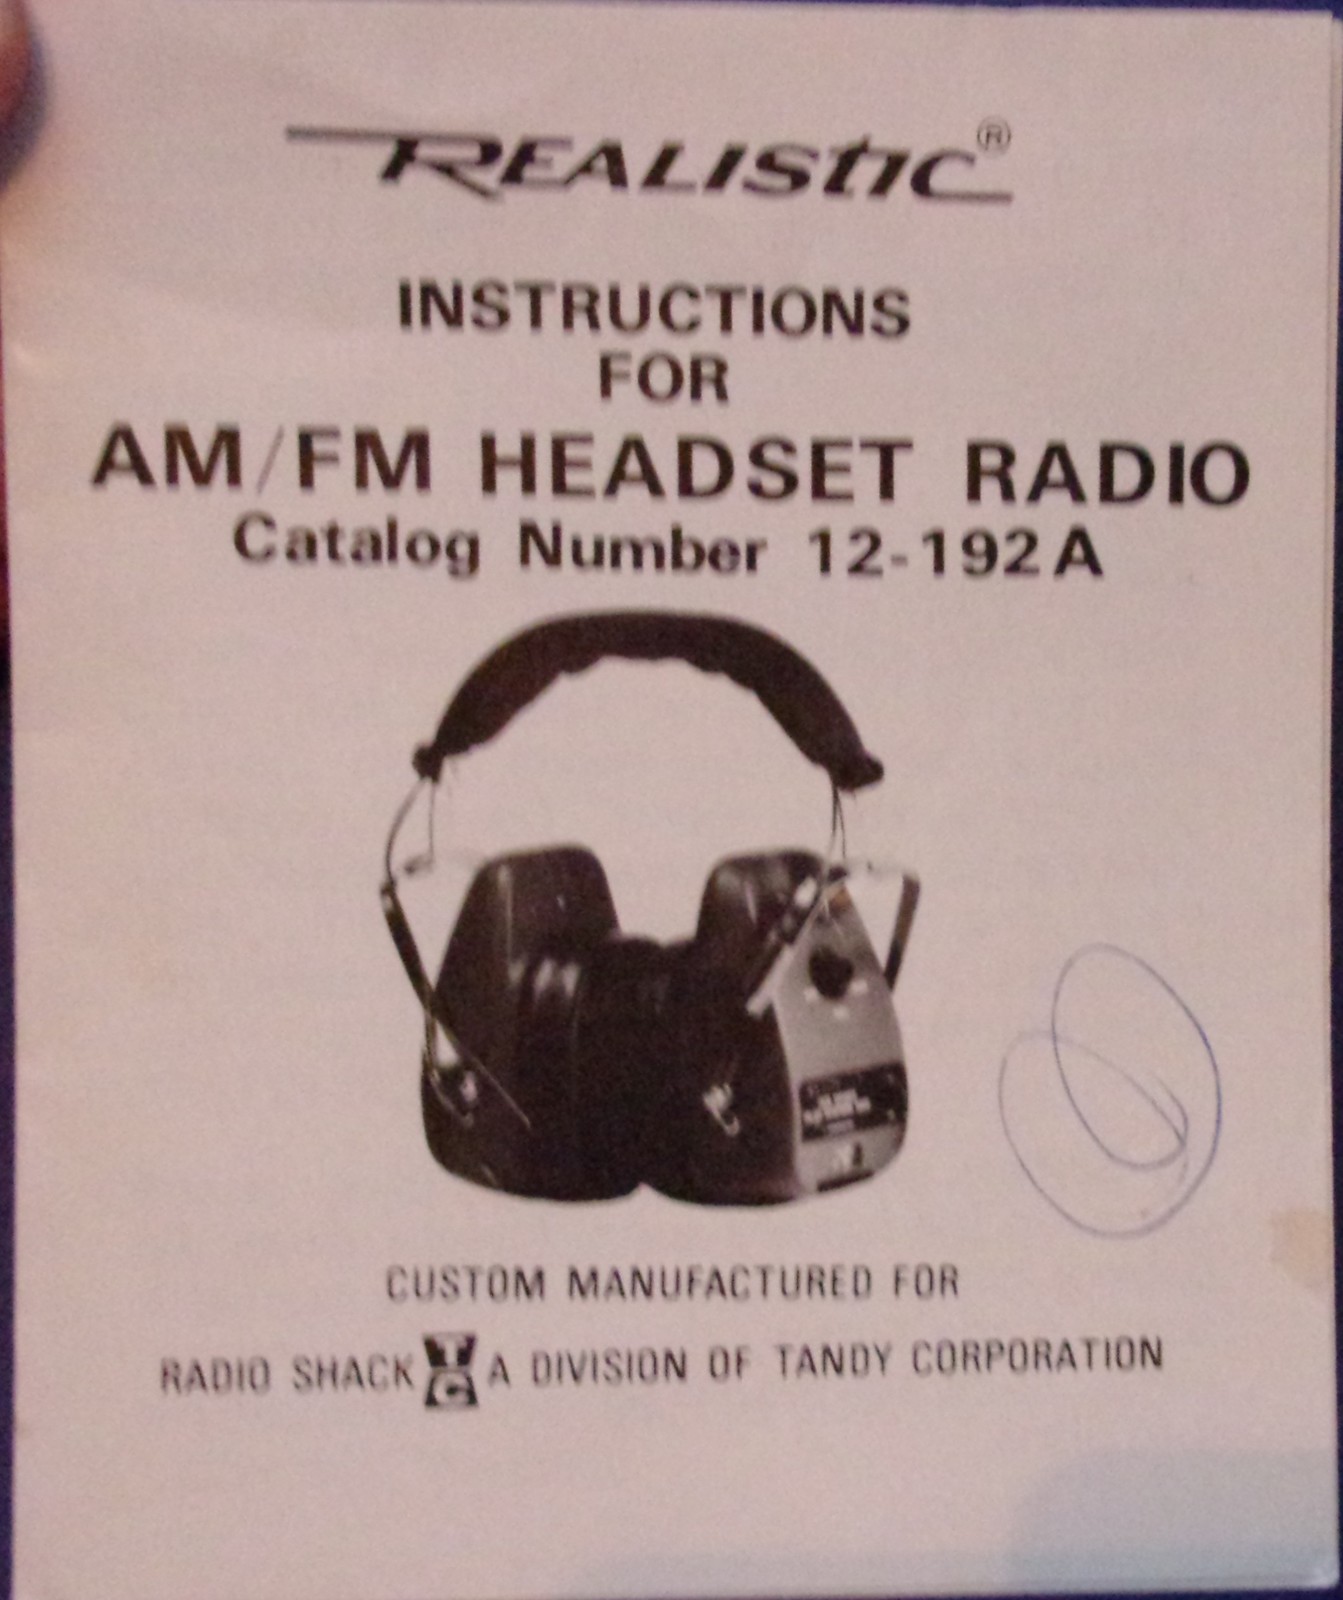 REALISTIC®
INSTRUCTIONS
FOR
AM/FM HEADSET RADIO
Catalog Number 12-192A
CUSTOM MANUFACTURED FOR
RADIO SHACK TC A DIVISION OF TANDY CORPORATION